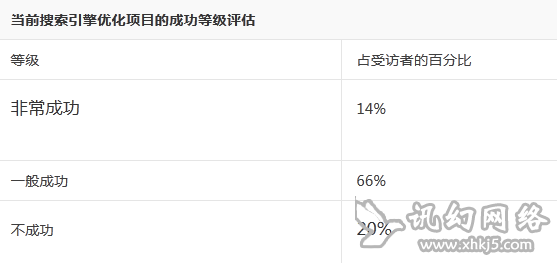 当前搜索引擎优化项目的成功等级评估
等级 占受访者的百分比
非常成功 14%
一般成功 66%
不成功 20%
讯幻网络
www.xhkj5.com